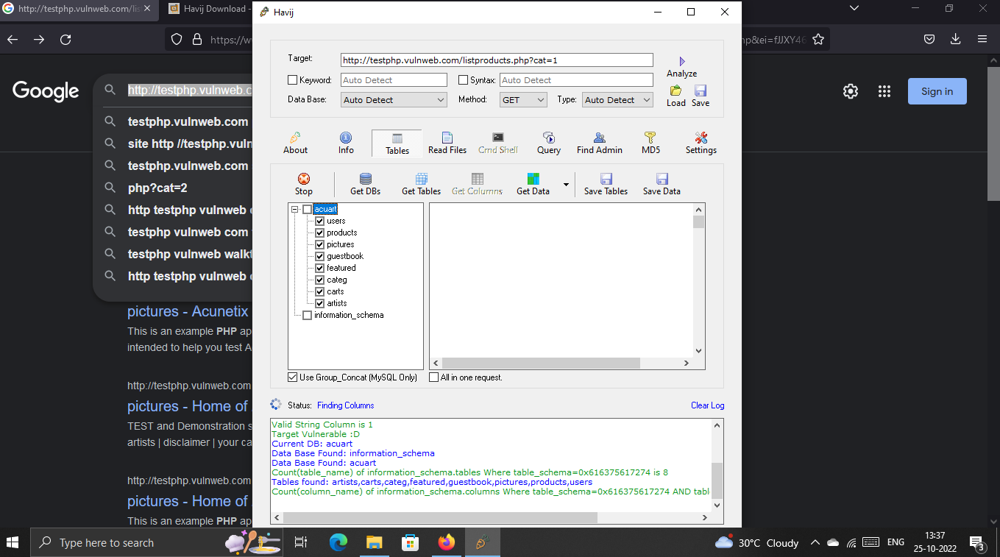 http://testphp.vulnweb.com/lis
Havij Download -
Havij
https://w
np&ei=fJJXY46
Google
http://testphp.vulnweb.c
testphp.vulnweb.com
site http //testphp.vuln
testphp.vulnweb.com
php?cat=2
http testphp vulnweb
testphp vulnweb com
testphp vulnweb walkt
http testphp vulnweb
Sign in
pictures - Acunetix
This is an example PHP ap
intended to help you test A
http://testphp.vulnweb.com
pictures - Home of
TEST and Demonstration s
artists | disclaimer | your ca
http://testphp.vulnweb.com
pictures - Home of
This is an example PHP ap
Target:
http://testphp.vulnweb.com/listproducts.php?cat=1
Analyze
Keyword: Auto Detect
Syntax: Auto Detect
Data Base: Auto Detect
Method: GET
Type: Auto Detect
Load Save
About Info Tables Read Files Cmd Shell Query Find Admin MD5 Settings
Stop Get DBs Get Tables Get Columns Get Data Save Tables Save Data
acuart
users
products
pictures
guestbook
featured
categ
carts
artists
information_schema
Use Group_Concat (MySQL Only)
All in one request.
Status: Finding Columns
Clear Log
Valid String Column is 1
Target Vulnerable :D
Current DB: acuart
Data Base Found: information_schema
Data Base Found: acuart
Count(table_name) of information_schema.tables Where table_schema=0x616375617274 is 8
Tables found: artists,carts,categ,featured,guestbook,pictures,products,users
Count(column_name) of information_schema.columns Where table_schema=0x616375617274 AND tabl
Type here to search
30°C Cloudy
ENG
13:37
25-10-2022
3